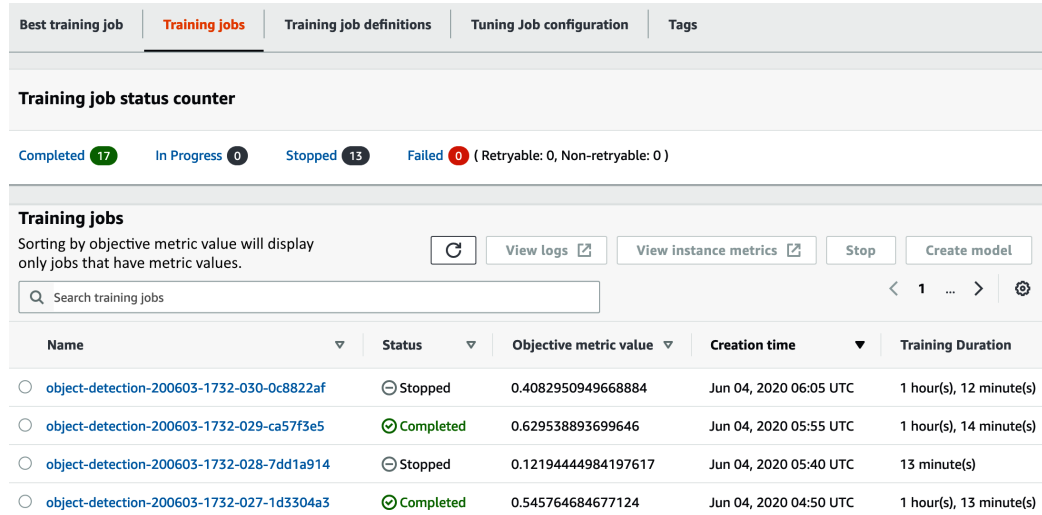 Best training job Training jobs Training job definitions Tuning Job configuration Tags
Training job status counter
Completed 17 In Progress 0 Stopped 13 Failed 0 ( Retryable: 0, Non-retryable: 0 )
Training jobs
Sorting by objective metric value will display
only jobs that have metric values.
View logs View instance metrics Stop Create model
Search training jobs
1 ...
Name Status Objective metric value Creation time Training Duration
object-detection-200603-1732-030-0c8822af Stopped 0.4082950949668884 Jun 04, 2020 06:05 UTC 1 hour(s), 12 minute(s)
object-detection-200603-1732-029-ca57f3e5 Completed 0.629538893699646 Jun 04, 2020 05:55 UTC 1 hour(s), 14 minute(s)
object-detection-200603-1732-028-7dd1a914 Stopped 0.12194444984197617 Jun 04, 2020 05:40 UTC 13 minute(s)
object-detection-200603-1732-027-1d3304a3 Completed 0.545764684677124 Jun 04, 2020 04:50 UTC 1 hour(s), 13 minute(s)